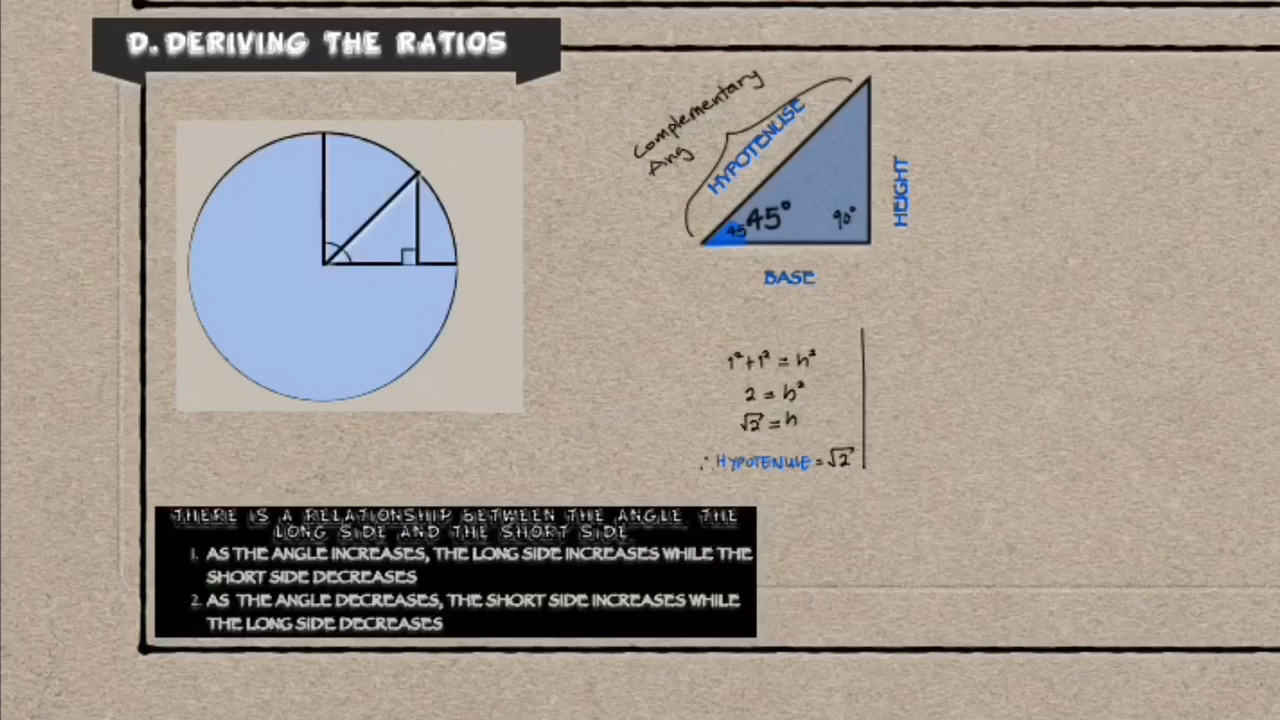 D. DERIVING THE RATIOS
Complementary
Ang
HYPOTENUSE
HEIGHT
45 45° 90°
BASE
1² + 1² = h²
2 = h²
√2 = h
∴ HYPOTENUSE = √2
THERE IS A RELATIONSHIP BETWEEN THE ANGLE, THE
LONG SIDE AND THE SHORT SIDE
1. AS THE ANGLE INCREASES, THE LONG SIDE INCREASES WHILE THE
SHORT SIDE DECREASES
2. AS THE ANGLE DECREASES, THE SHORT SIDE INCREASES WHILE
THE LONG SIDE DECREASES